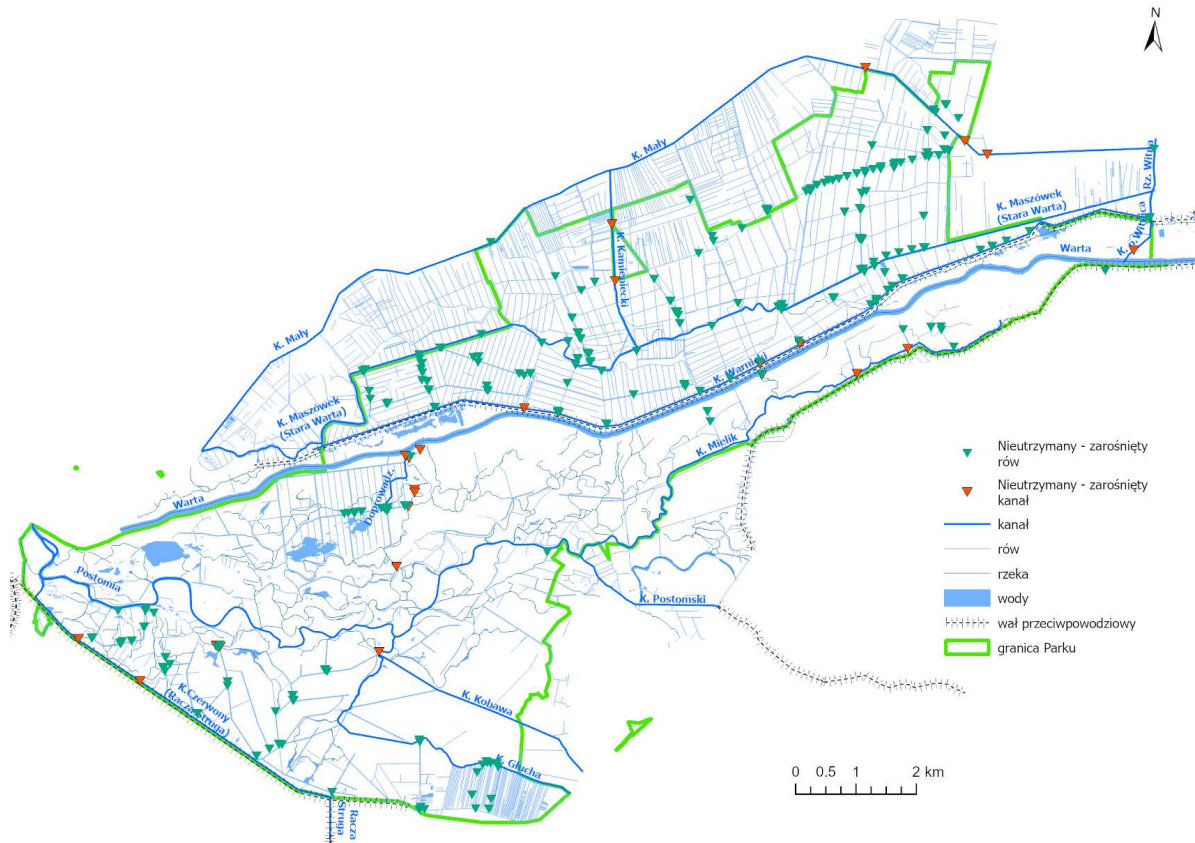 N
K. Mały
K. Maszówek
(Stara Warta)
Rz. Witna
K. p. Witnica
Warta
K. Kamieniecki
K. Mały
K. Warnicki
K. Maszówek
(Stara Warta)
K. Mielik
Doprowadz.
Warta
Postomia
K. Postomski
K.Czerwony
(Racza Struga)
K. Kobawa
K. Głucha
Racza
Struga
Nieutrzymany - zarośnięty
rów
Nieutrzymany - zarośnięty
kanał
kanał
rów
rzeka
wody
wał przeciwpowodziowy
granica Parku
0 0.5 1 2 km